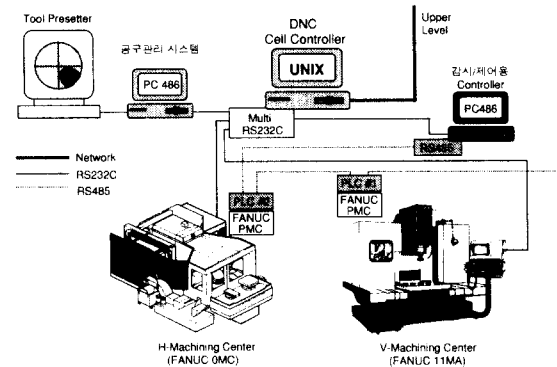 Tool Presetter
공구관리 시스템
PC 486
DNC
Cell Controller
UNIX
Upper
Level
감시/제어용
Controller
PC486
Multi
RS232C
RS485
Network
RS232C
RS485
PLC #2
FANUC
PMC
PLC #1
FANUC
PMC
H-Machining Center
(FANUC 0MC)
V-Machining Center
(FANUC 11MA)